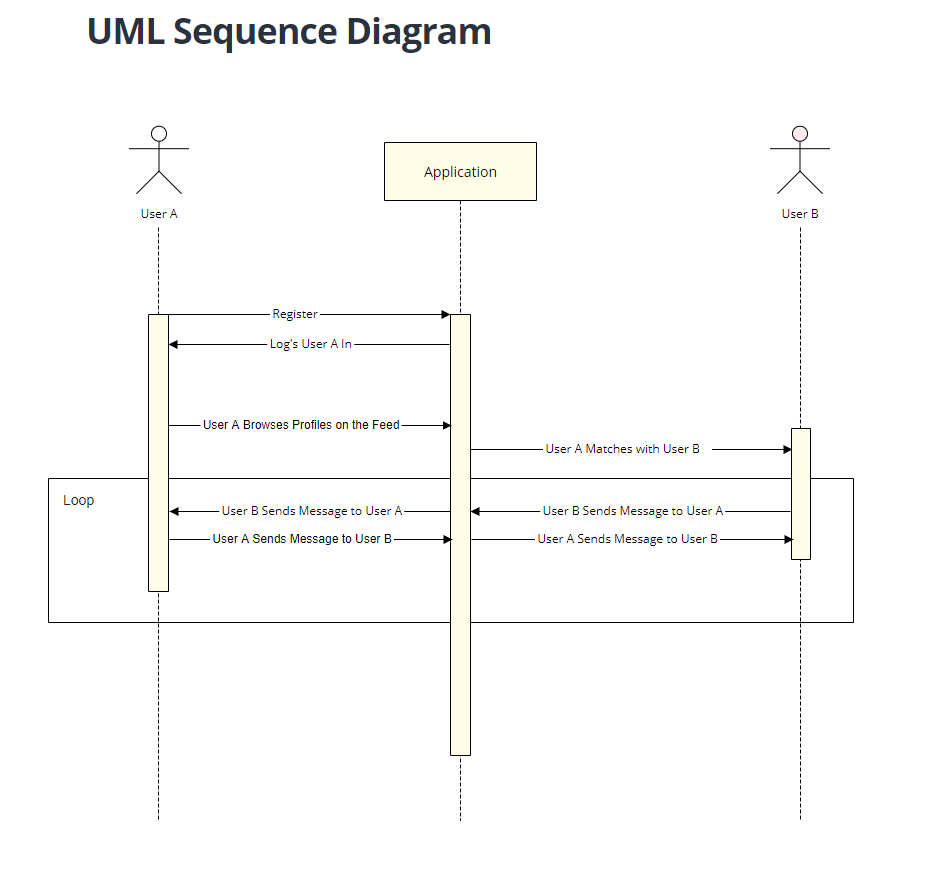 UML Sequence Diagram
User A
Application
User B
Register
Log's User A In
User A Browses Profiles on the Feed
User A Matches with User B
Loop
User B Sends Message to User A
User B Sends Message to User A
User A Sends Message to User B
User A Sends Message to User B